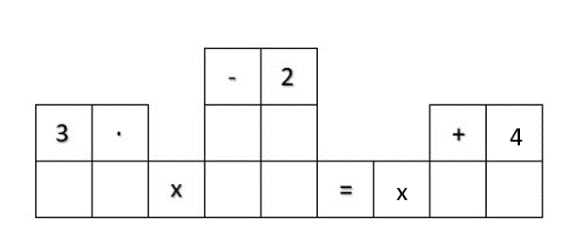 - 2
3 · + 4
x = x